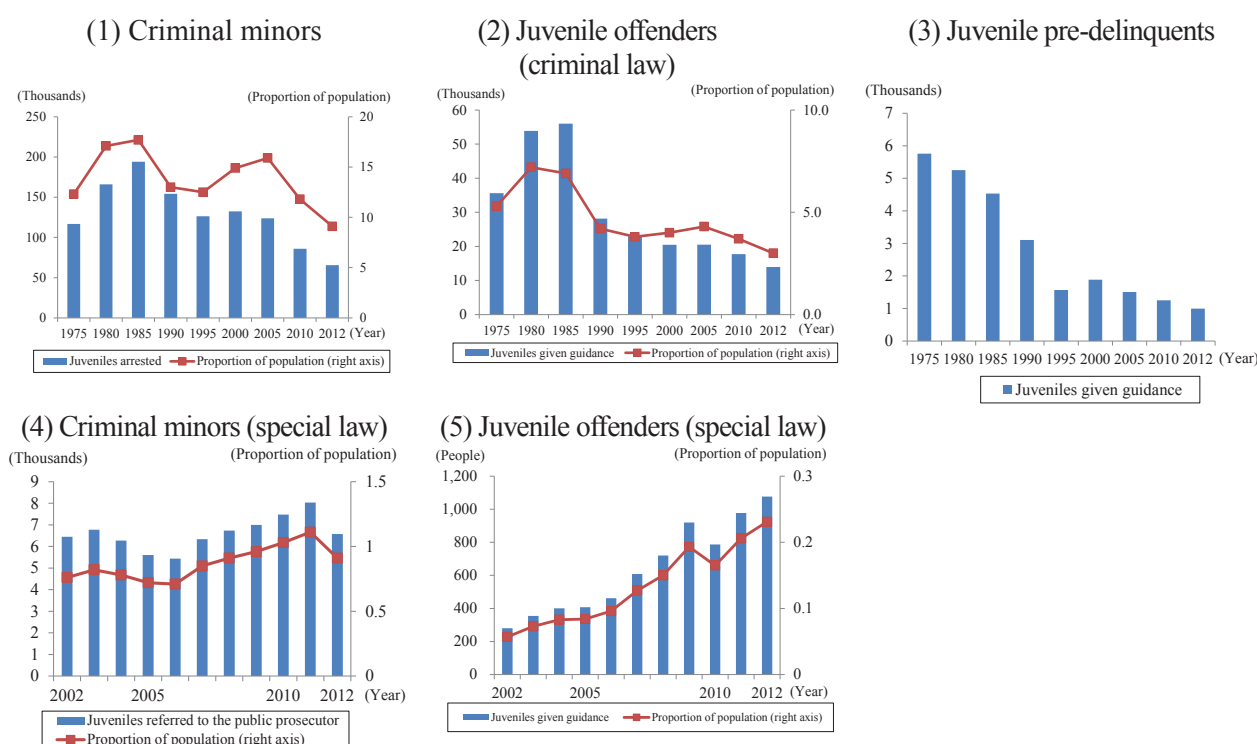 (1) Criminal minors
(Thousands)
(Proportion of population)
250
200
150
100
50
0
20
15
10
5
0
1975 1980 1985 1990 1995 2000 2005 2010 2012 (Year)
Juveniles arrested
Proportion of population (right axis)
(2) Juvenile offenders
(criminal law)
(Thousands)
(Proportion of population)
60
50
40
30
20
10
0
10.0
5.0
0.0
1975 1980 1985 1990 1995 2000 2005 2010 2012 (Year)
Juveniles given guidance
Proportion of population (right axis)
(3) Juvenile pre-delinquents
(Thousands)
7
6
5
4
3
2
1
0
1975 1980 1985 1990 1995 2000 2005 2010 2012 (Year)
Juveniles given guidance
(4) Criminal minors (special law)
(Thousands)
(Proportion of population)
9
8
7
6
5
4
3
2
1
0
1.5
1
0.5
0
2002 2005 2010 2012 (Year)
Juveniles referred to the public prosecutor
Proportion of population (right axis)
(5) Juvenile offenders (special law)
(People)
(Proportion of population)
1,200
1,000
800
600
400
200
0
0.3
0.2
0.1
0
2002 2005 2010 2012 (Year)
Juveniles given guidance
Proportion of population (right axis)